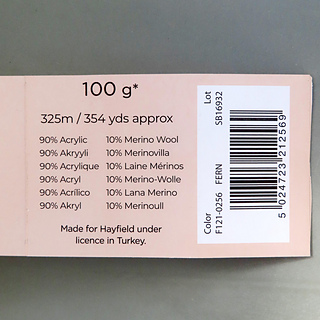 100 g*
325m / 354 yds approx
90% Acrylic 10% Merino Wool
90% Akryyli 10% Merinovilla
90% Acrylique 10% Laine Mérinos
90% Acryl 10% Merino-Wolle
90% Acrílico 10% Lana Merino
90% Akryl 10% Merinoull
Made for Hayfield under
licence in Turkey.
Color Lot
F121-0256 FERN SB16932
5 024723 212569